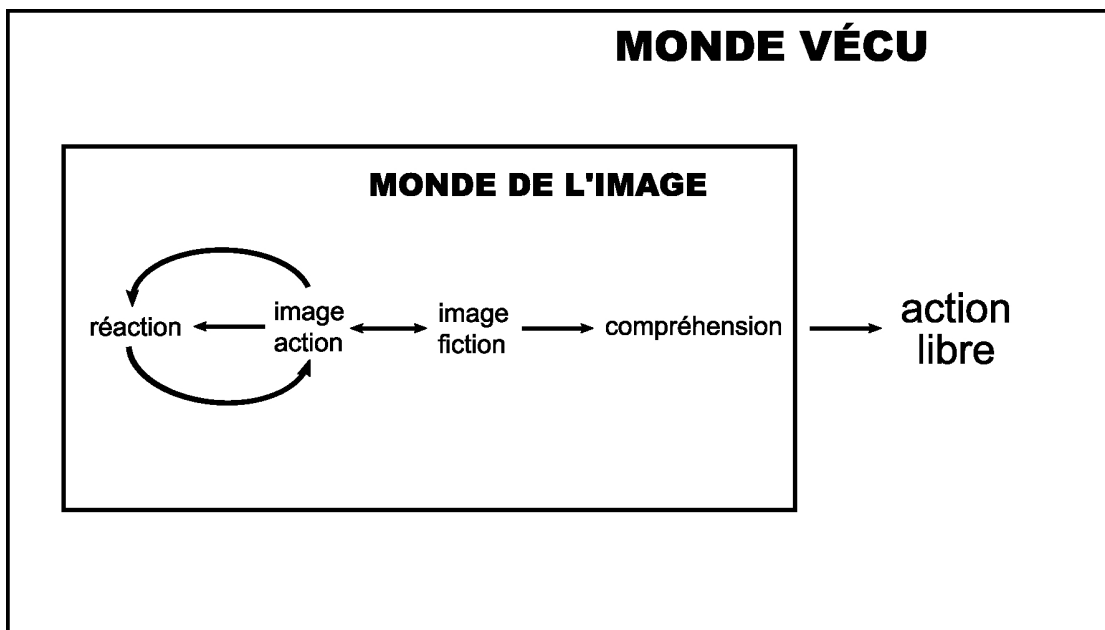 MONDE VÉCU
MONDE DE L'IMAGE
réaction
image
action
image
fiction
compréhension
action
libre